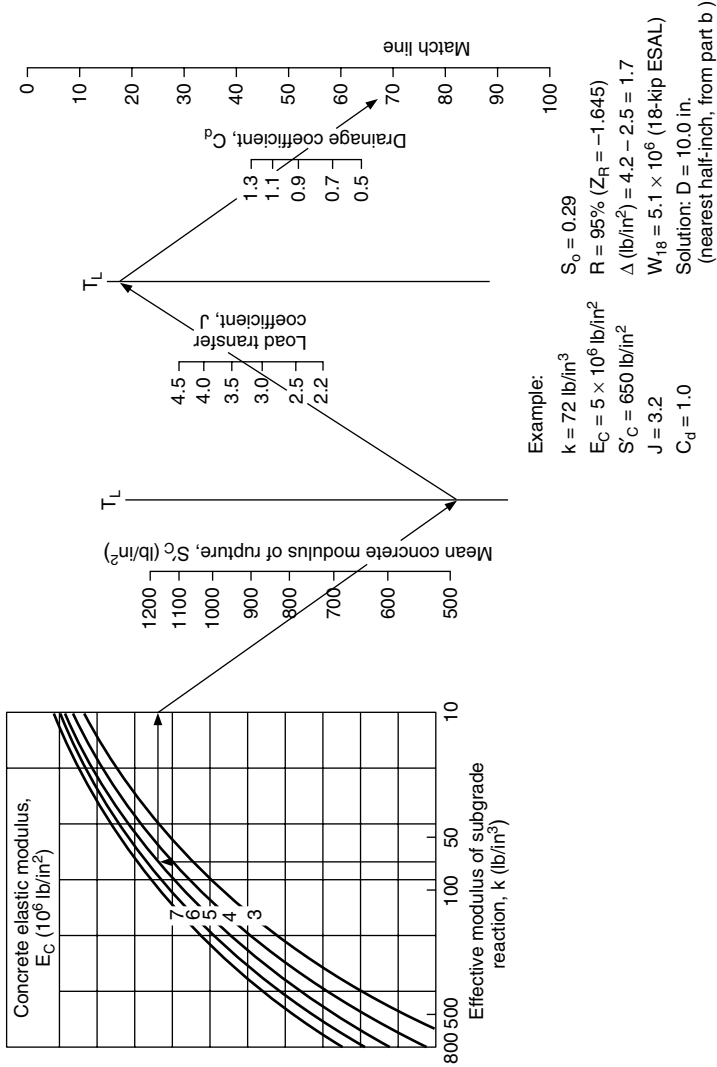 Concrete elastic modulus,
E_C (10^6 lb/in^2)
7
6
5
4
3
800
500
100
50
10
Effective modulus of subgrade
reaction, k (lb/in^3)
1200
1100
1000
900
800
700
600
500
Mean concrete modulus of rupture, S′_C (lb/in^2)
T_L
4.5
4.0
3.5
3.0
2.5
2.2
Load transfer
coefficient, J
T_L
1.3
1.1
0.9
0.7
0.5
Drainage coefficient, C_d
0
10
20
30
40
50
60
70
80
90
100
Match line
Example:
k = 72 lb/in^3
E_C = 5 × 10^6 lb/in^2
S′_C = 650 lb/in^2
J = 3.2
C_d = 1.0
S_o = 0.29
R = 95% (Z_R = −1.645)
Δ (lb/in^2) = 4.2 − 2.5 = 1.7
W_18 = 5.1 × 10^6 (18-kip ESAL)
Solution: D = 10.0 in.
(nearest half-inch, from part b )